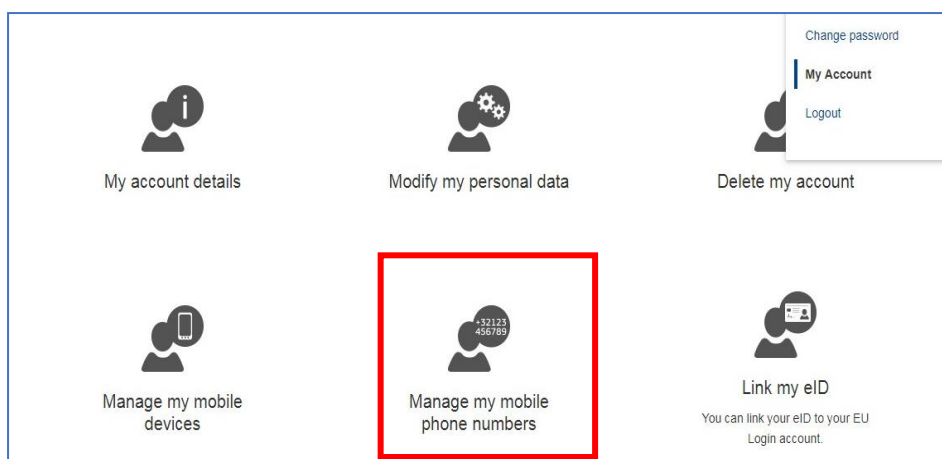 Change password
My Account
Logout
i
My account details
Modify my personal data
Delete my account
+32123
456789
Manage my mobile
devices
Manage my mobile
phone numbers
Link my eID
You can link your eID to your EU
Login account.